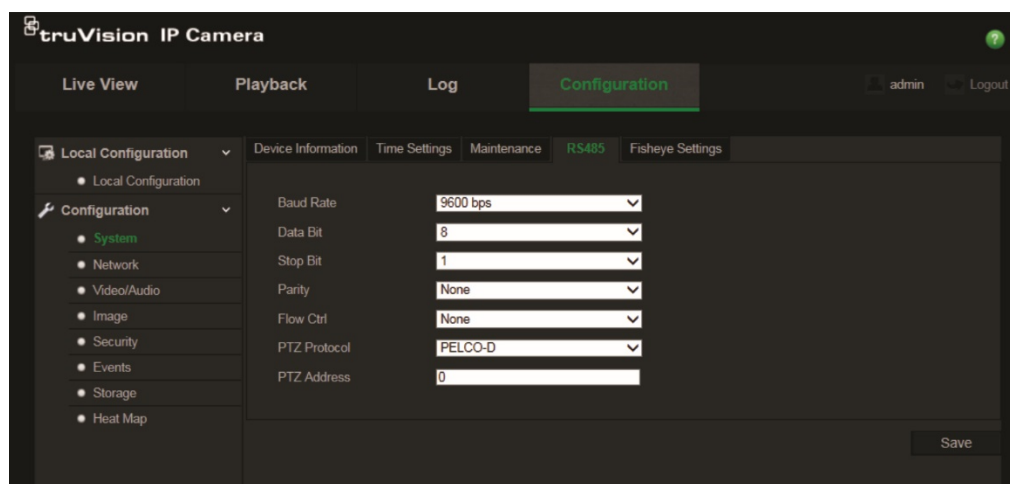 truVision IP Camera
?
Live View Playback Log Configuration admin Logout
Local Configuration
Local Configuration
Configuration
System
Network
Video/Audio
Image
Security
Events
Storage
Heat Map
Device Information Time Settings Maintenance RS485 Fisheye Settings
Baud Rate 9600 bps
Data Bit 8
Stop Bit 1
Parity None
Flow Ctrl None
PTZ Protocol PELCO-D
PTZ Address 0
Save